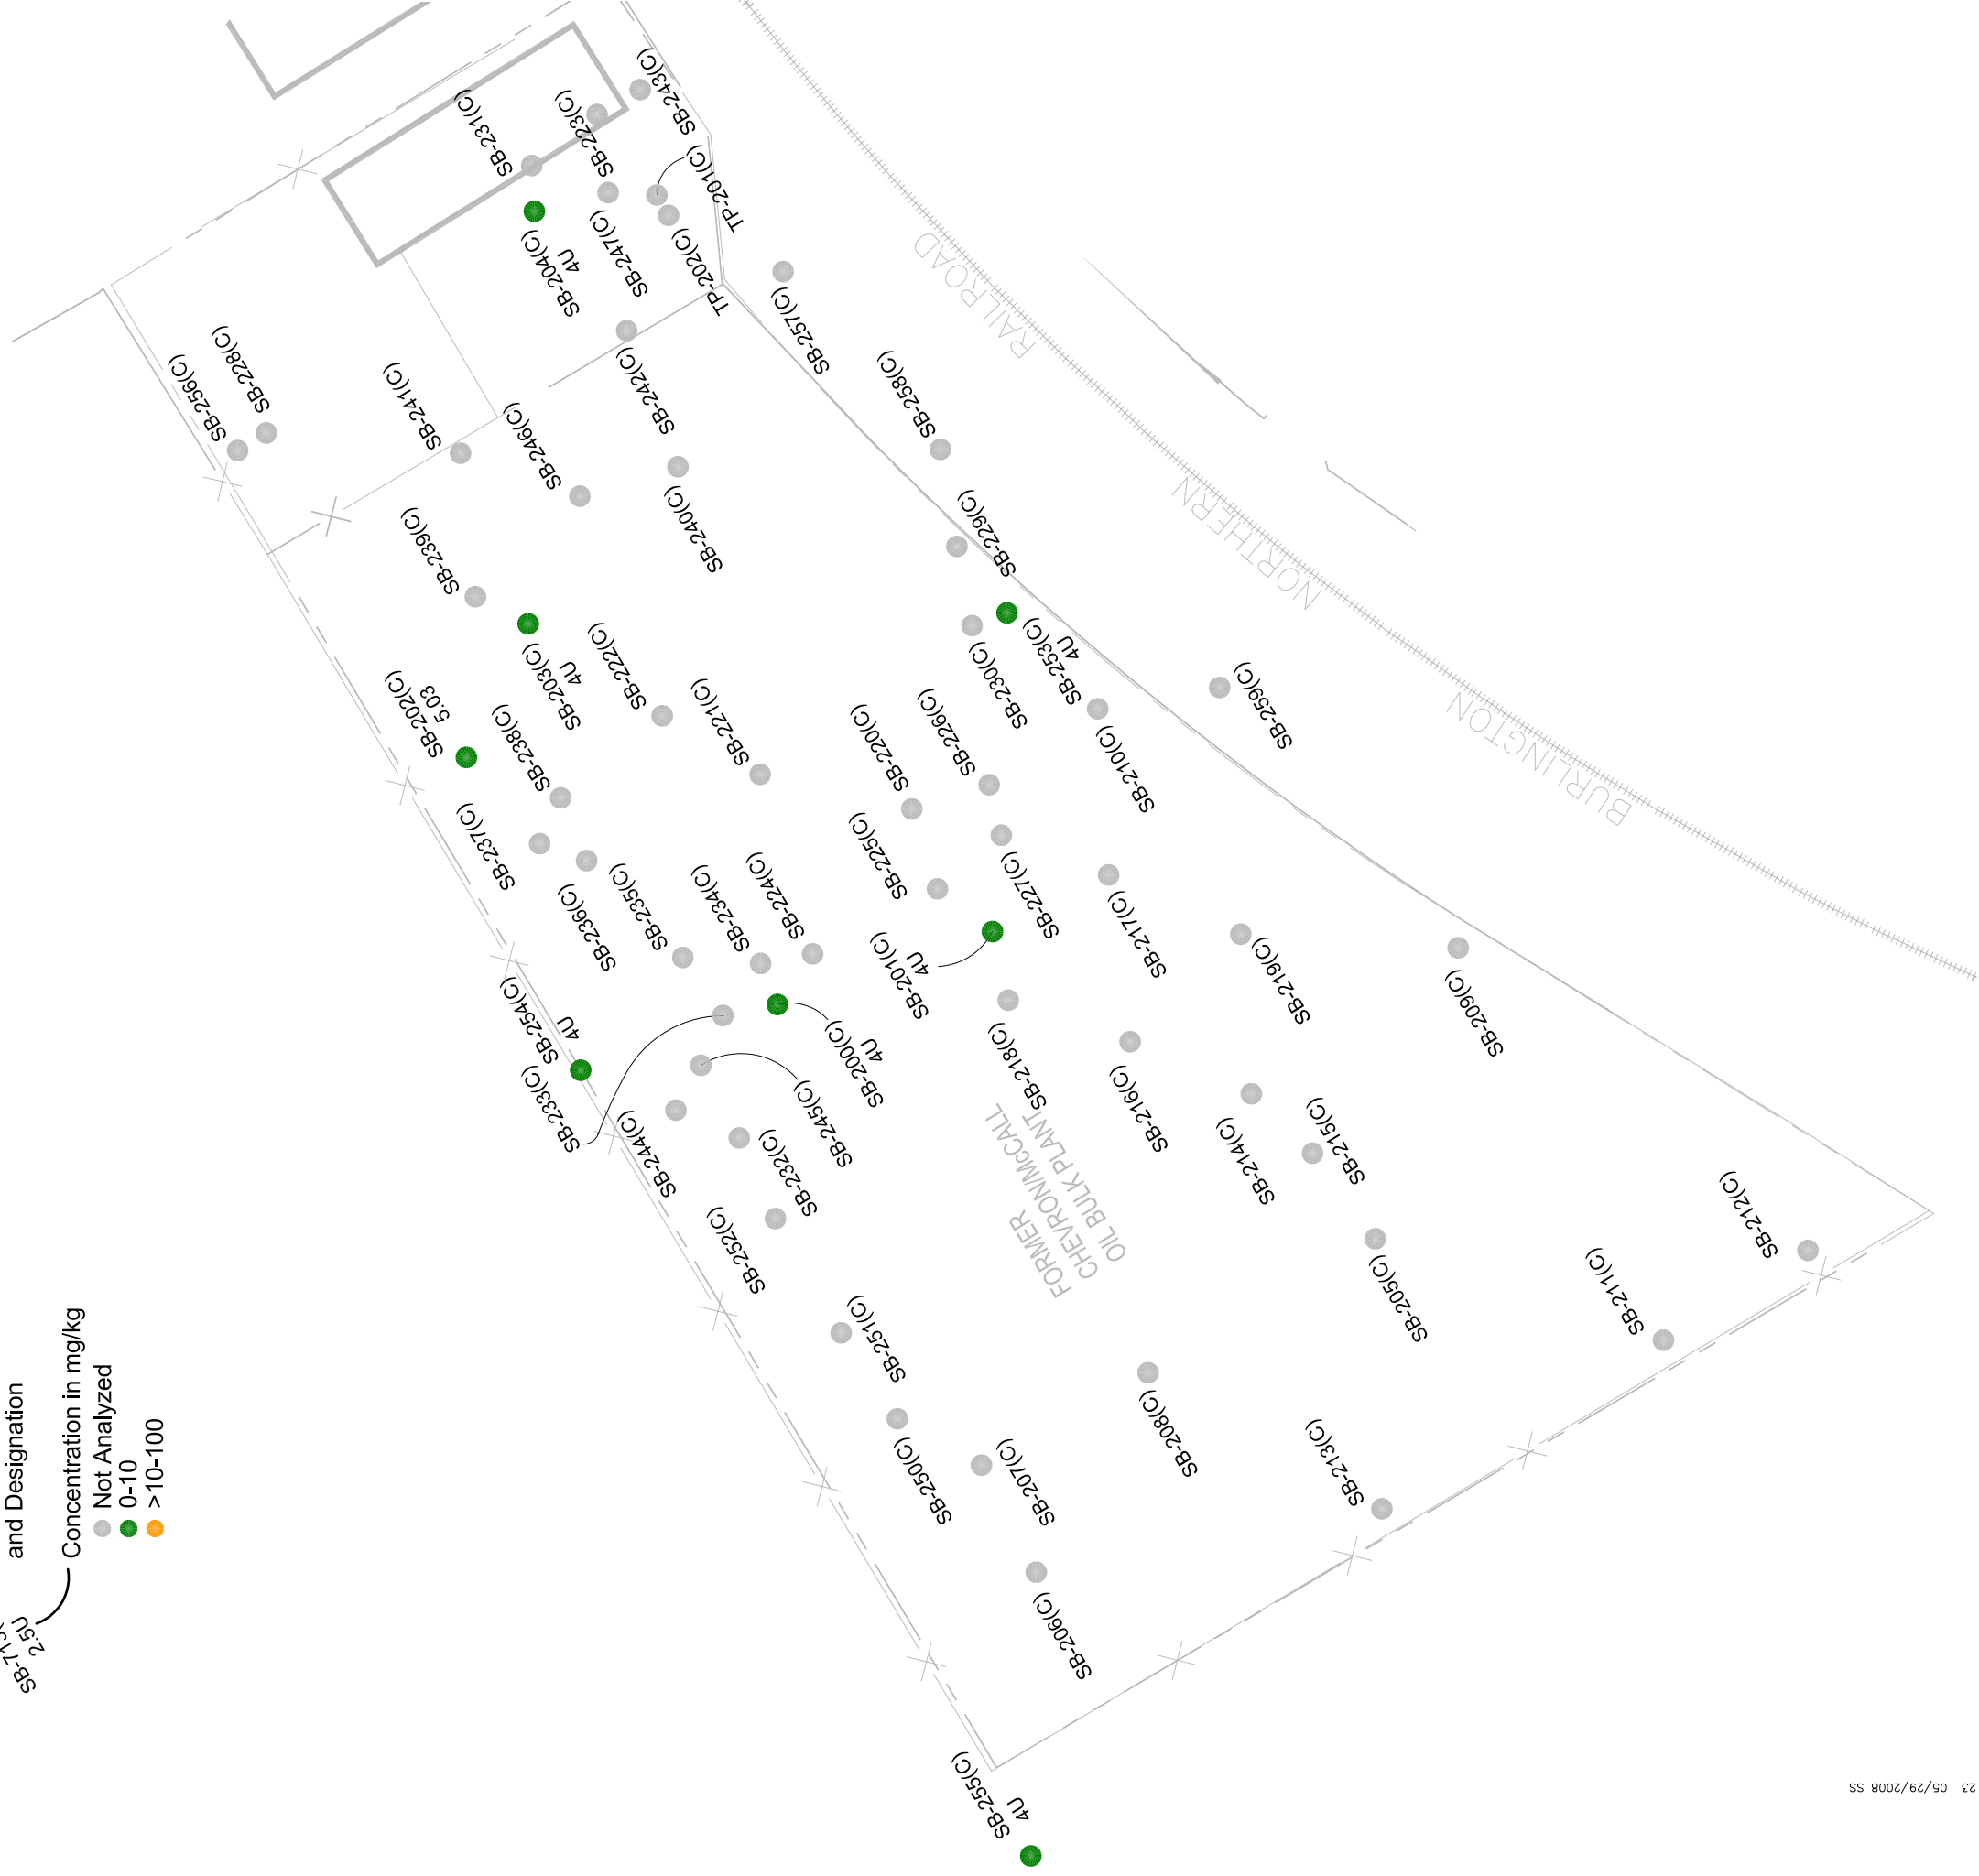 and Designation
2.5U
Concentration in mg/kg
Not Analyzed
0-10
>10-100
SB-243(C)
SB-231(C)
SB-223(C)
TP-201(C)
SB-204(C)
4U
SB-247(C)
TP-202(C)
SB-257(C)
SB-256(C)
SB-228(C)
SB-241(C)
SB-242(C)
SB-258(C)
SB-246(C)
SB-240(C)
SB-239(C)
SB-229(C)
SB-203(C)
4U
SB-222(C)
SB-230(C)
SB-253(C)
4U
SB-202(C)
5.03
SB-238(C)
SB-221(C)
SB-220(C)
SB-226(C)
SB-210(C)
SB-259(C)
SB-237(C)
SB-225(C)
SB-227(C)
SB-236(C)
SB-235(C)
SB-234(C)
SB-224(C)
SB-217(C)
SB-201(C)
4U
SB-219(C)
SB-209(C)
SB-254(C)
4U
SB-233(C)
SB-200(C)
4U
SB-218(C)
SB-216(C)
SB-244(C)
SB-245(C)
SB-232(C)
SB-214(C)
SB-215(C)
SB-252(C)
SB-212(C)
SB-205(C)
SB-211(C)
SB-251(C)
SB-250(C)
SB-207(C)
SB-208(C)
SB-213(C)
SB-206(C)
SB-255(C)
4U
FORMER
CHEVRON/McCALL
OIL BULK PLANT
BURLINGTON
NORTHERN
RAILROAD
23 05/29/2008 SS